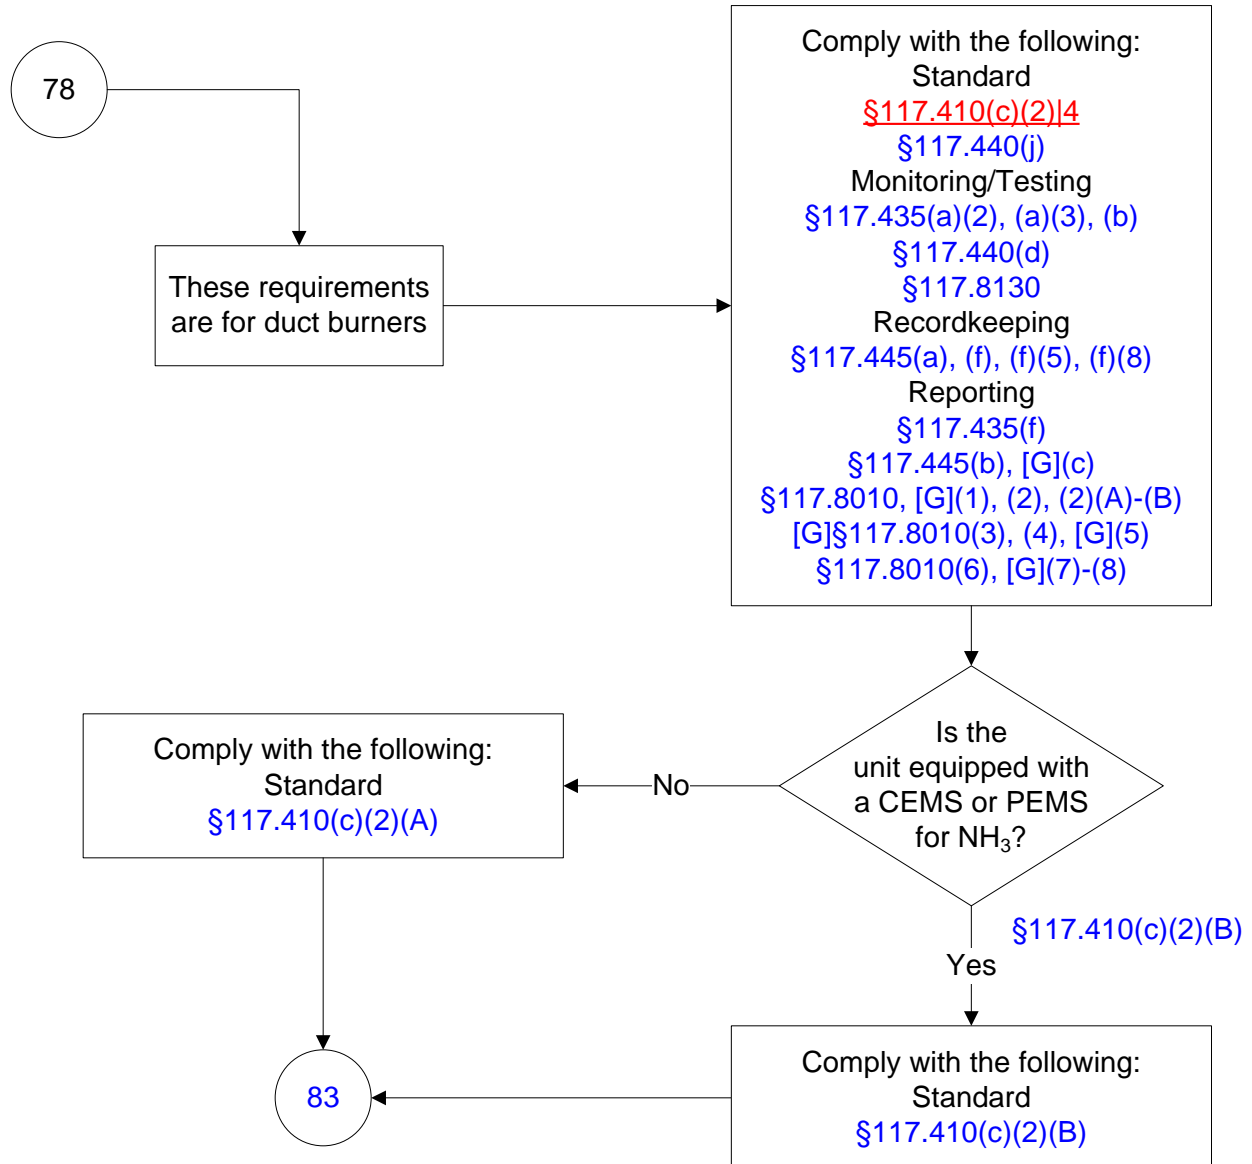 78
These requirements
are for duct burners
Comply with the following:
Standard
§117.410(c)(2)|4
§117.440(j)
Monitoring/Testing
§117.435(a)(2), (a)(3), (b)
§117.440(d)
§117.8130
Recordkeeping
§117.445(a), (f), (f)(5), (f)(8)
Reporting
§117.435(f)
§117.445(b), [G](c)
§117.8010, [G](1), (2), (2)(A)-(B)
[G]§117.8010(3), (4), [G](5)
§117.8010(6), [G](7)-(8)
Is the
unit equipped with
a CEMS or PEMS
for NH₃?
No
Comply with the following:
Standard
§117.410(c)(2)(A)
§117.410(c)(2)(B)
Yes
Comply with the following:
Standard
§117.410(c)(2)(B)
83